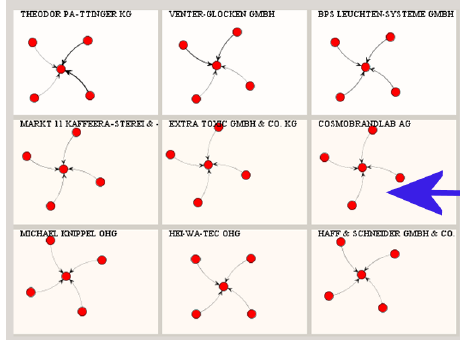 THEODOR PA-TTINGER KG
VENTER-GLOCKEN GMBH
BPS LEUCHTEN-SYSTEME GMBH
MARKT 11 KAFFEERA-STEREI & -
EXTRA TOXIC GMBH & CO. KG
COSMOBRANDLAB AG
MICHAEL KNIPPEL OHG
HEI-WA-TEC OHG
HAFF & SCHNEIDER GMBH & CO.